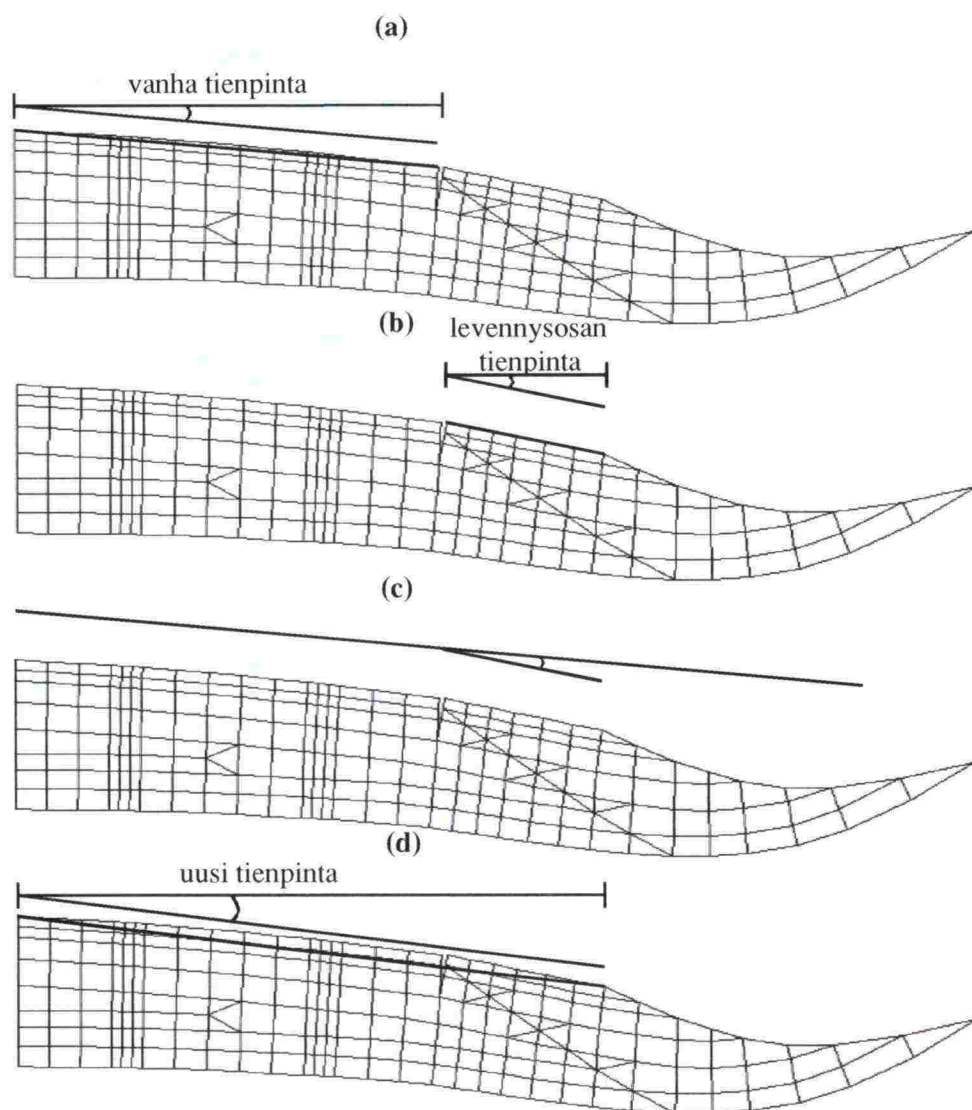 (a)
vanha tienpinta
(b)
levennysosan
tienpinta
(c)
(d)
uusi tienpinta